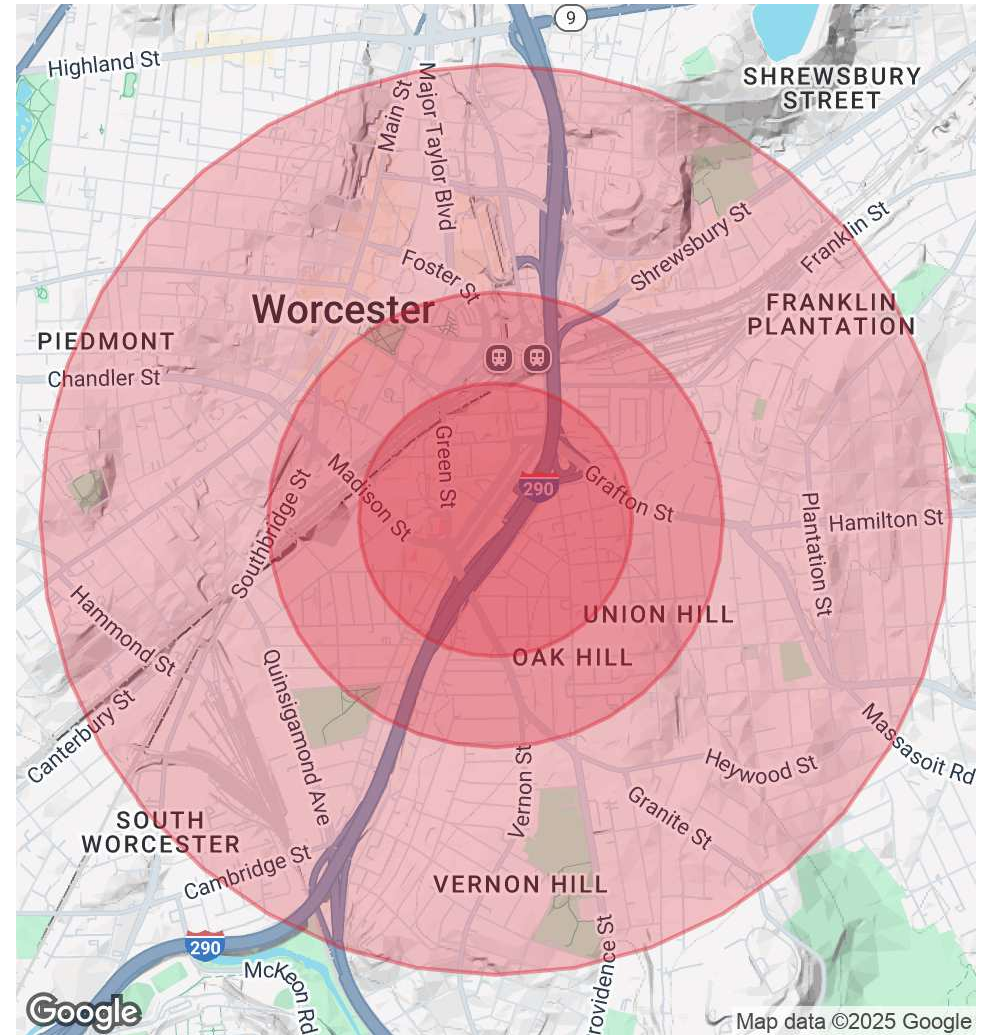 9
Highland St
SHREWSBURY
STREET
Main St
Major Taylor Blvd
Shrewsbury St
Franklin St
Foster St
Worcester
FRANKLIN
PLANTATION
PIEDMONT
Chandler St
Green St
Madison St
Southbridge St
290
Grafton St
Plantation St
Hamilton St
Hammond St
UNION HILL
OAK HILL
Quinsigamond Ave
Canterbury St
Massasoit Rd
Vernon St
Heywood St
Granite St
SOUTH
WORCESTER
Cambridge St
VERNON HILL
290
McKeon Rd
rovidence St
Google
Map data ©2025 Google